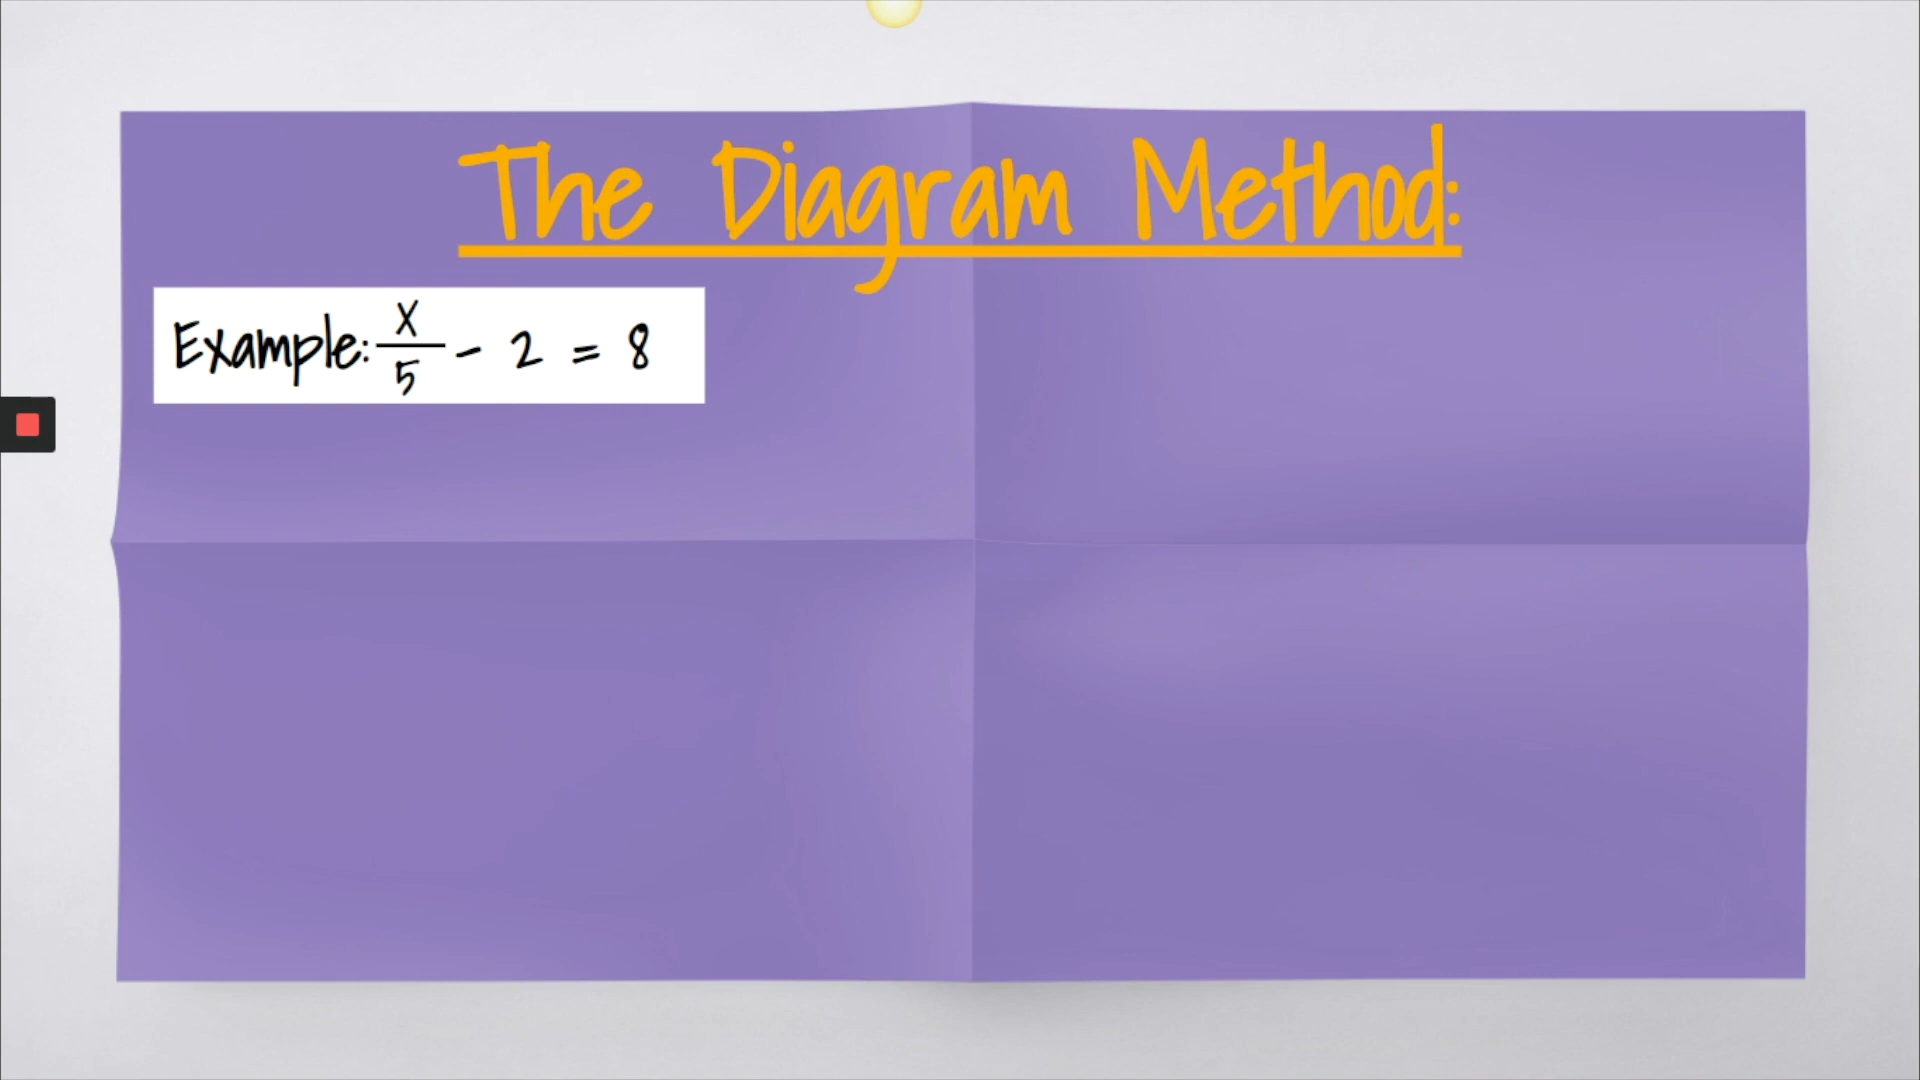 The Diagram Method:
Example: x/5 - 2 = 8